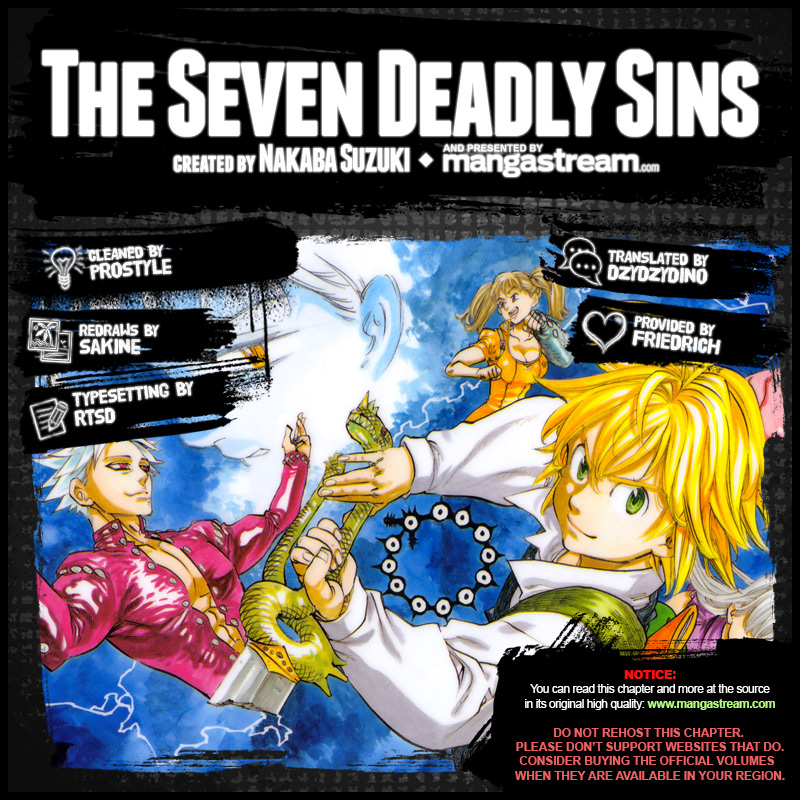 THE SEVEN DEADLY SINS
CREATED BY NAKABA SUZUKI ◆ AND PRESENTED BY mangastream.com
CLEANED BY
PROSTYLE
REDRAWS BY
SAKINE
TYPESETTING BY
RTSD
TRANSLATED BY
DZYDZYDINO
PROVIDED BY
FRIEDRICH
NOTICE:
You can read this chapter and more at the source
in its original high quality: www.mangastream.com
DO NOT REHOST THIS CHAPTER.
PLEASE DON'T SUPPORT WEBSITES THAT DO.
CONSIDER BUYING THE OFFICIAL VOLUMES
WHEN THEY ARE AVAILABLE IN YOUR REGION.